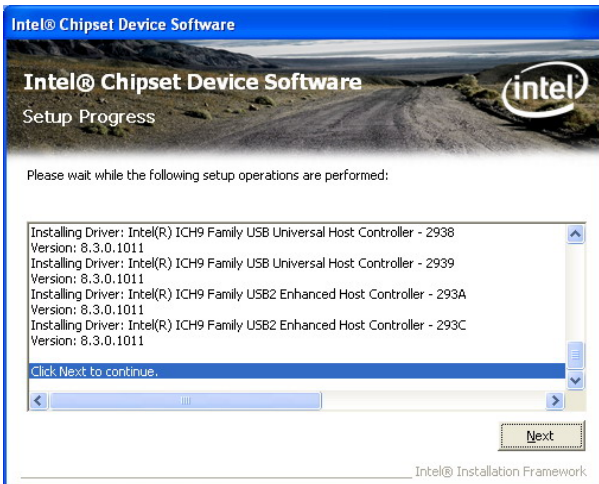 Intel® Chipset Device Software
Intel® Chipset Device Software
intel
Setup Progress
Please wait while the following setup operations are performed:
Installing Driver: Intel(R) ICH9 Family USB Universal Host Controller - 2938
Version: 8.3.0.1011
Installing Driver: Intel(R) ICH9 Family USB Universal Host Controller - 2939
Version: 8.3.0.1011
Installing Driver: Intel(R) ICH9 Family USB2 Enhanced Host Controller - 293A
Version: 8.3.0.1011
Installing Driver: Intel(R) ICH9 Family USB2 Enhanced Host Controller - 293C
Version: 8.3.0.1011
Click Next to continue.
Next
Intel® Installation Framework